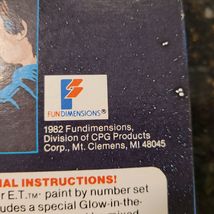 FUNDIMENSIONS®
1982 Fundimensions,
Division of CPG Products
Corp., Mt. Clemens, MI 48045
IAL INSTRUCTIONS!
r E.T.™ paint by number set
udes a special Glow-in-the-
mixed